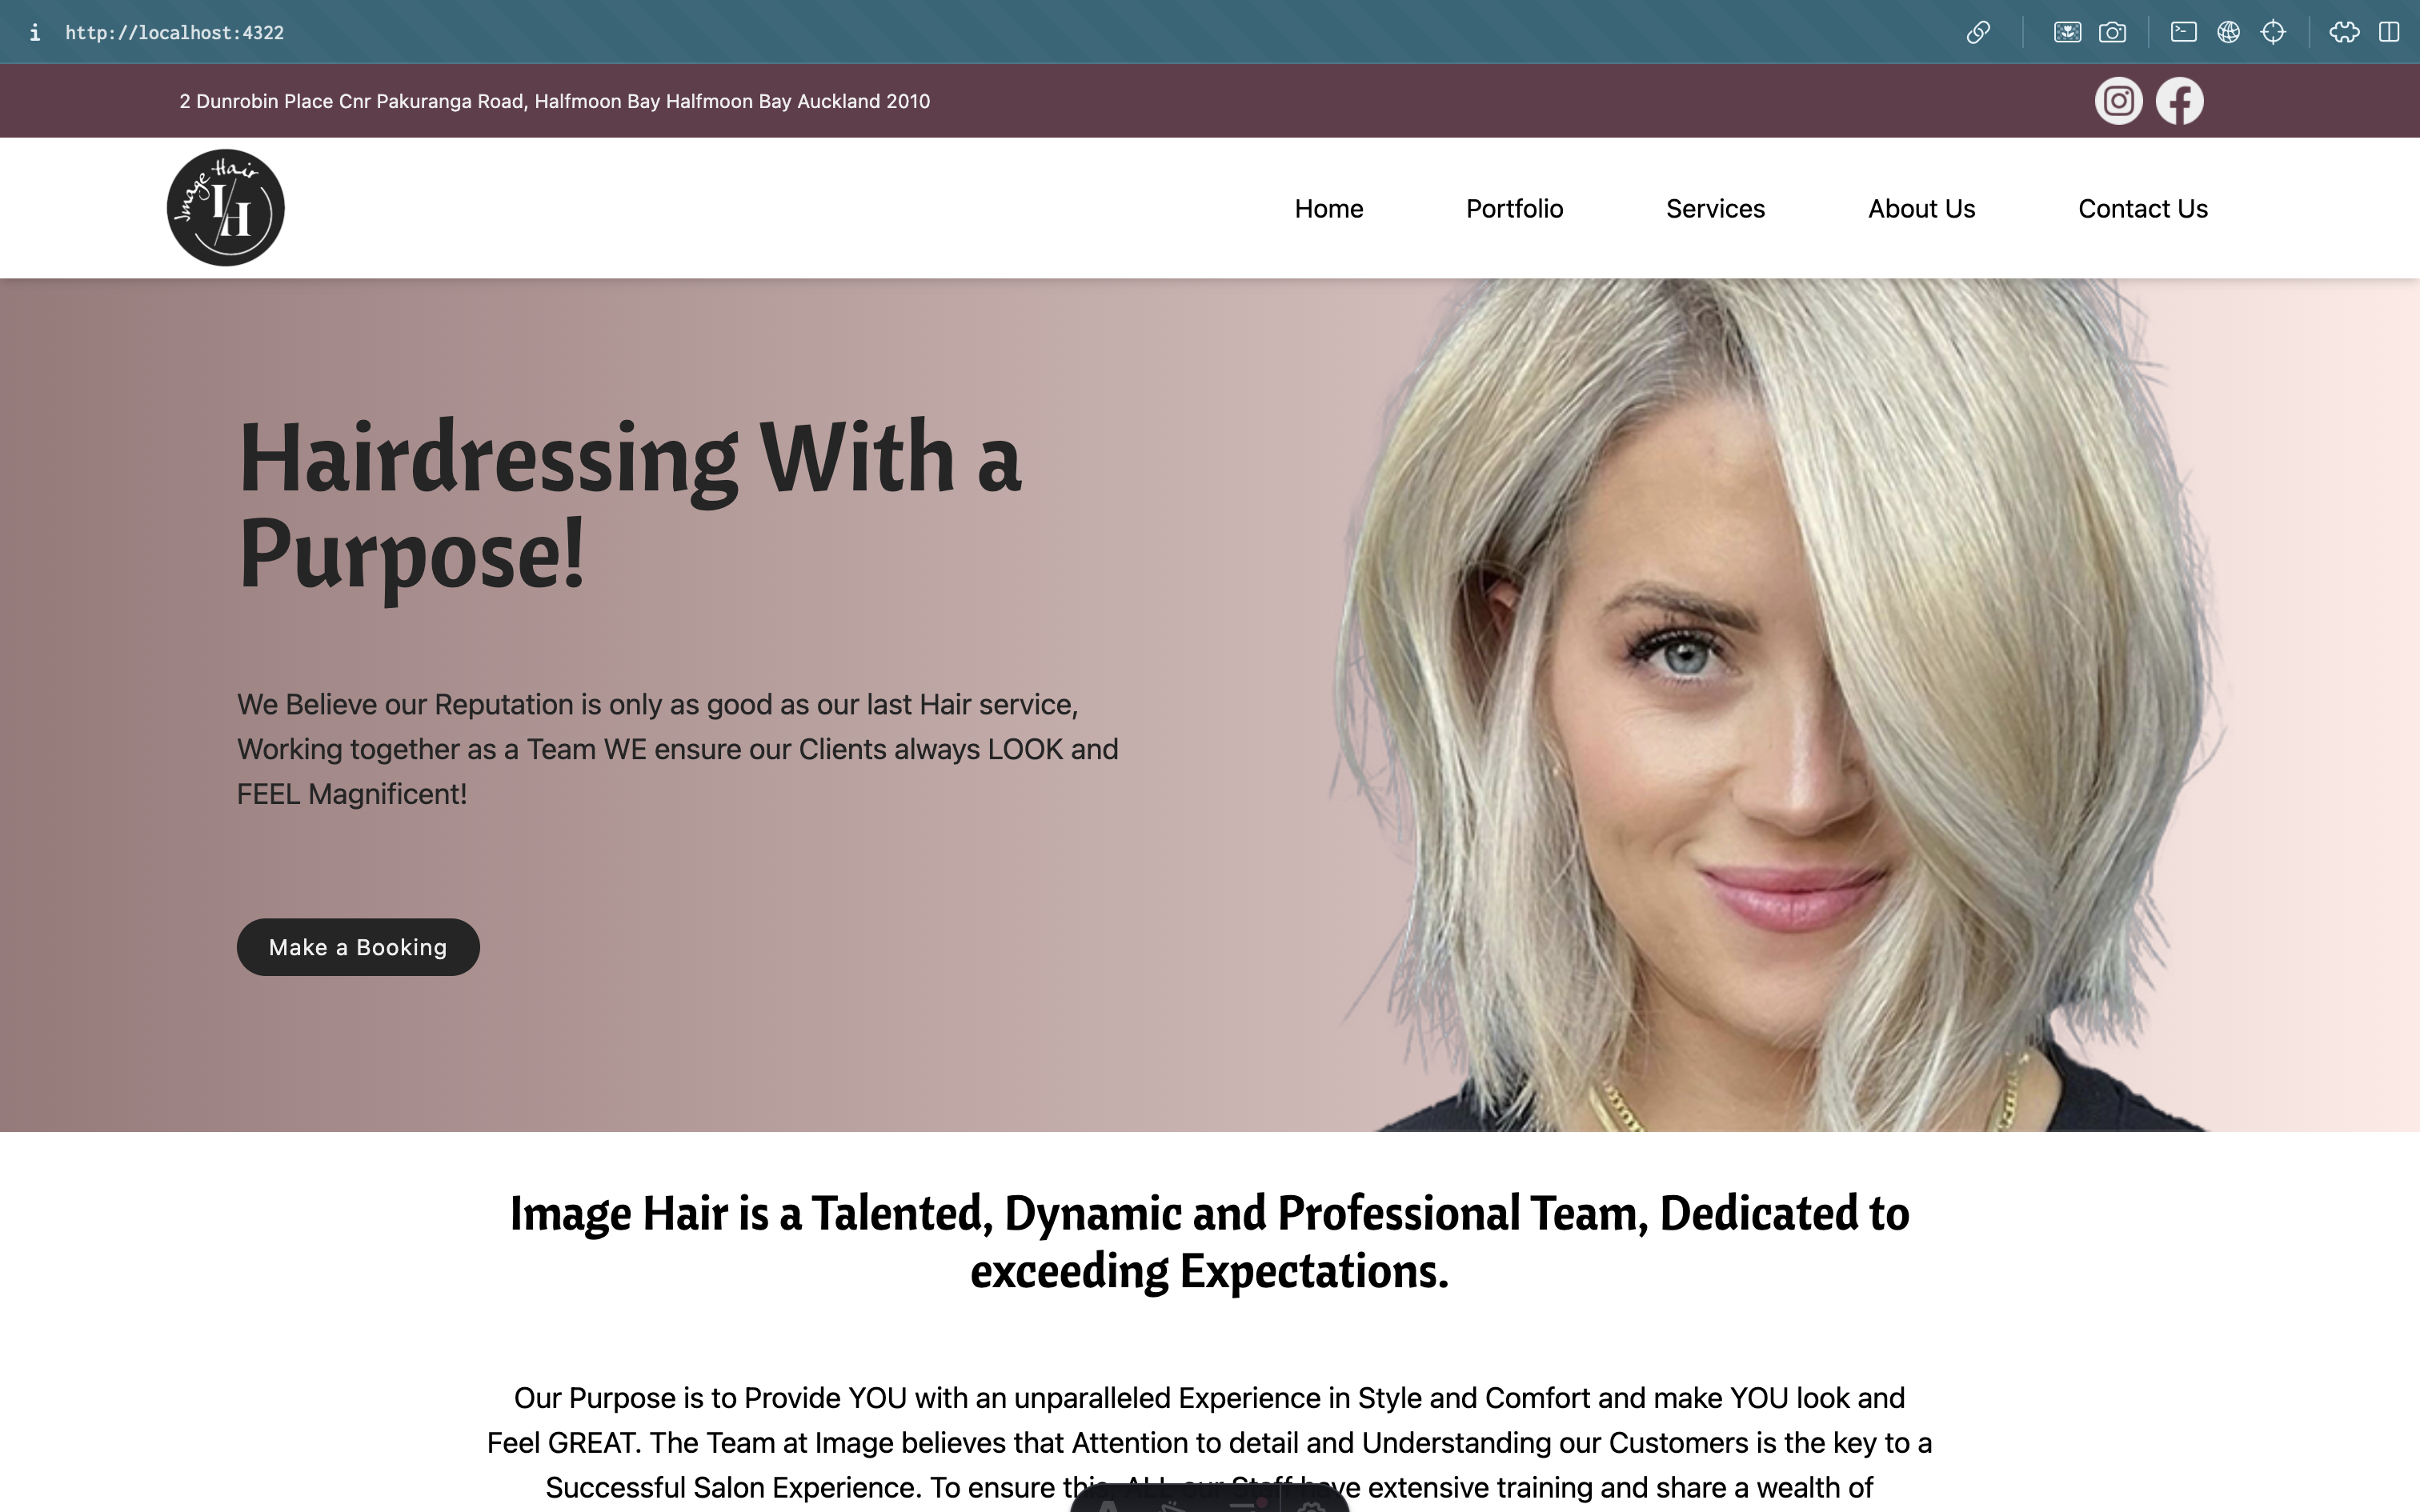 http://localhost:4322
2 Dunrobin Place Cnr Pakuranga Road, Halfmoon Bay Halfmoon Bay Auckland 2010
Image Hair
I/H
Home Portfolio Services About Us Contact Us
Hairdressing With a
Purpose!
We Believe our Reputation is only as good as our last Hair service,
Working together as a Team WE ensure our Clients always LOOK and
FEEL Magnificent!
Make a Booking
Image Hair is a Talented, Dynamic and Professional Team, Dedicated to
exceeding Expectations.
Our Purpose is to Provide YOU with an unparalleled Experience in Style and Comfort and make YOU look and
Feel GREAT. The Team at Image believes that Attention to detail and Understanding our Customers is the key to a
Successful Salon Experience. To ensure this, ALL our Staff have extensive training and share a wealth of